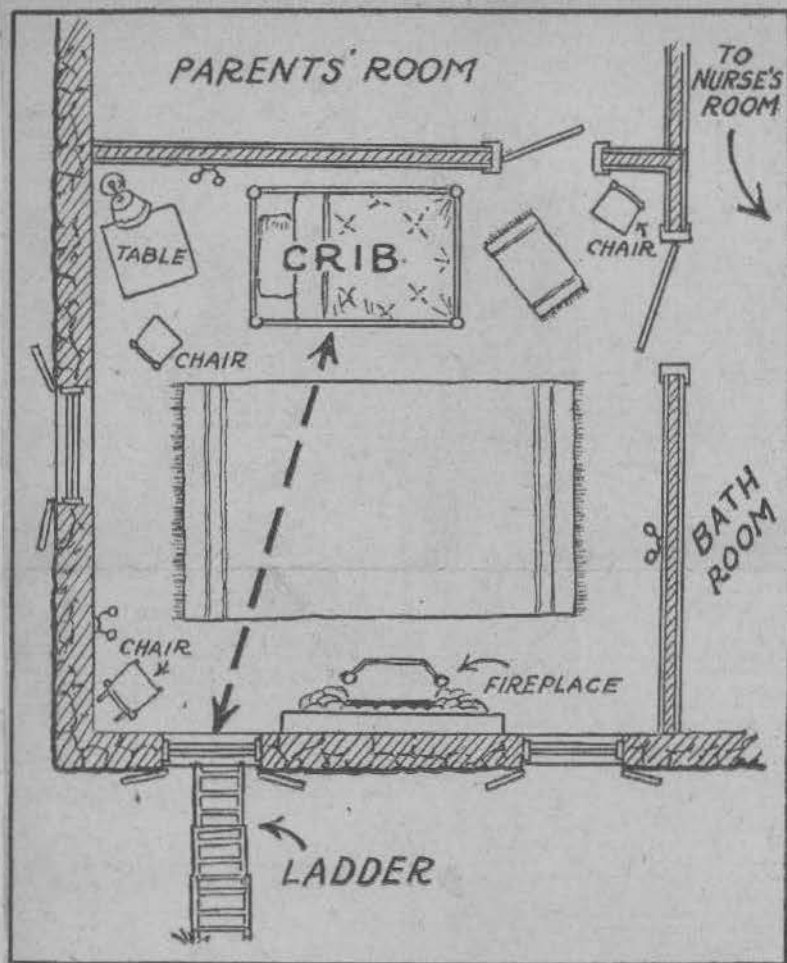 PARENTS' ROOM
TO
NURSE'S
ROOM
TABLE
CRIB
CHAIR
CHAIR
BATH
ROOM
CHAIR
FIREPLACE
LADDER